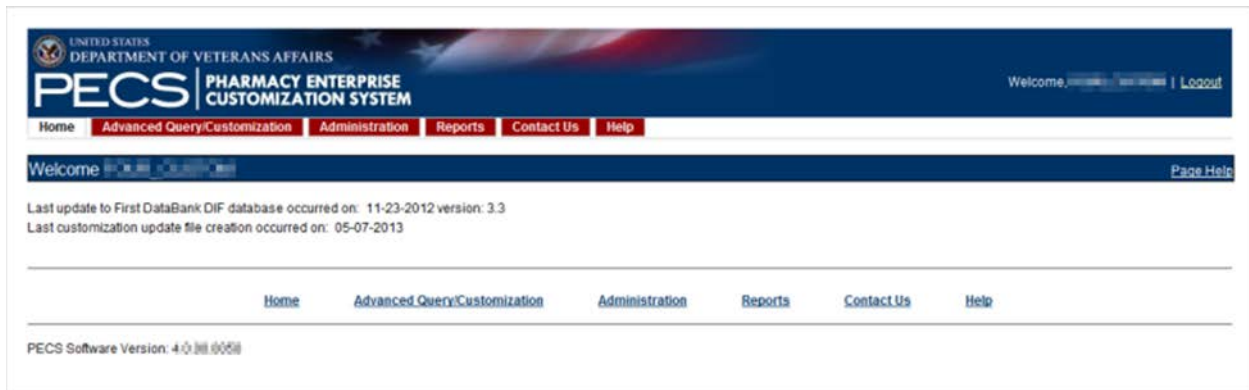 UNITED STATES
DEPARTMENT OF VETERANS AFFAIRS
PECS PHARMACY ENTERPRISE
CUSTOMIZATION SYSTEM
Welcome, | Logout
Home Advanced Query/Customization Administration Reports Contact Us Help
Welcome
Page Help
Last update to First DataBank DIF database occurred on: 11-23-2012 version: 3.3
Last customization update file creation occurred on: 05-07-2013
Home Advanced Query/Customization Administration Reports Contact Us Help
PECS Software Version: